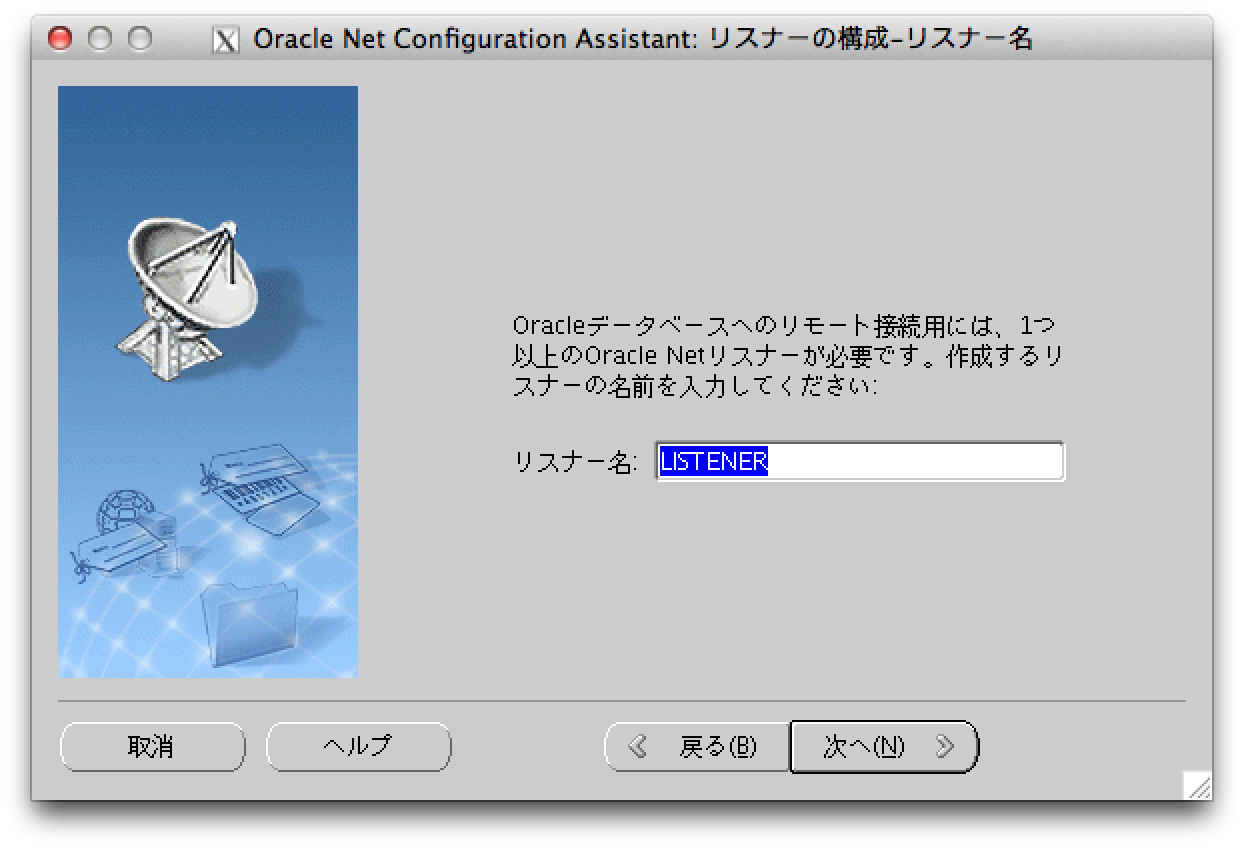 Oracle Net Configuration Assistant: リスナーの構成-リスナー名
Oracleデータベースへのリモート接続用には、1つ
以上のOracle Netリスナーが必要です。作成するリ
スナーの名前を入力してください:
リスナー名: LISTENER
取消 ヘルプ 戻る(B) 次へ(N)